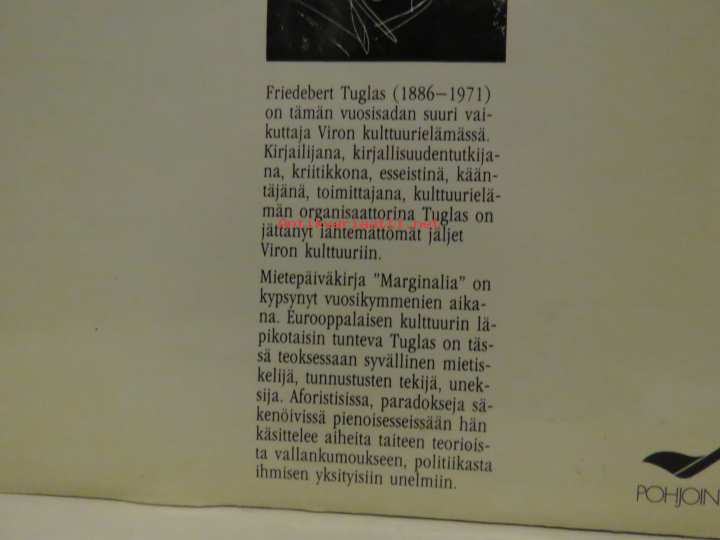 Friedebert Tuglas (1886–1971)
on tämän vuosisadan suuri vai-
kuttaja Viron kulttuurielämässä.
Kirjailijana, kirjallisuudentutkija-
na, kriitikkona, esseistinä, kään-
täjänä, toimittajana, kulttuurielä-
män organisaattorina Tuglas on
jättänyt lähtemättömät jäljet
Viron kulttuuriin.
Mietepäiväkirja "Marginalia" on
kypsynyt vuosikymmenien aika-
na. Eurooppalaisen kulttuurin lä-
pikotaisin tunteva Tuglas on täs-
sä teoksessaan syvällinen mietis-
kelijä, tunnustusten tekijä, unek-
sija. Aforistisissa, paradokseja sä-
kenöivissä pienoisesseissään hän
käsittelee aiheita taiteen teoriois-
ta vallankumoukseen, politiikasta
ihmisen yksityisiin unelmiin.
POHJOIN